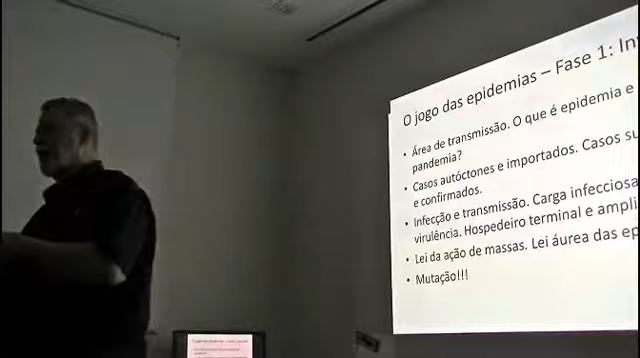 O jogo das epidemias – Fase 1: In
• Área de transmissão. O que é epidemia e
pandemia?
• Casos autóctones e importados. Casos su
e confirmados.
• Infecção e transmissão. Carga infecciosa
virulência. Hospedeiro terminal e ampli
• Lei da ação de massas. Lei áurea das ep
• Mutação!!!